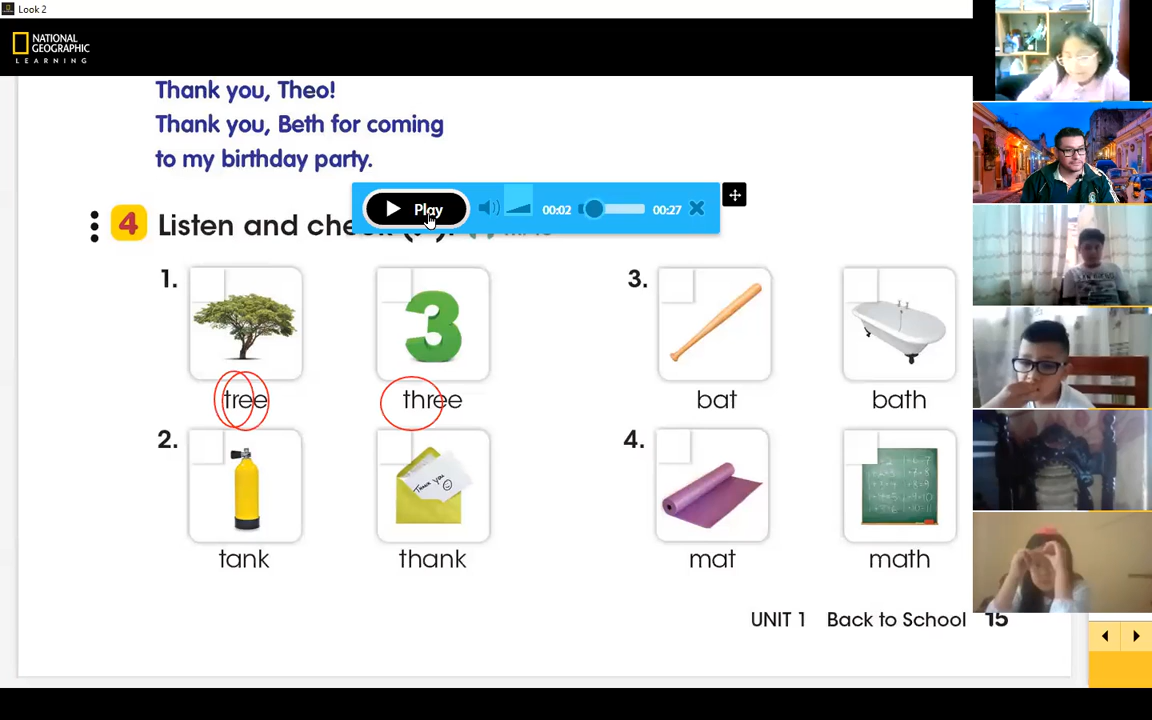 Look 2
NATIONAL
GEOGRAPHIC
LEARNING
Thank you, Theo!
Thank you, Beth for coming
to my birthday party.
Play
00:02
00:27
4 Listen and che
1.
tree
three
2.
tank
THANK YOU
thank
3.
bat
bath
4.
mat
math
UNIT 1 Back to School 15